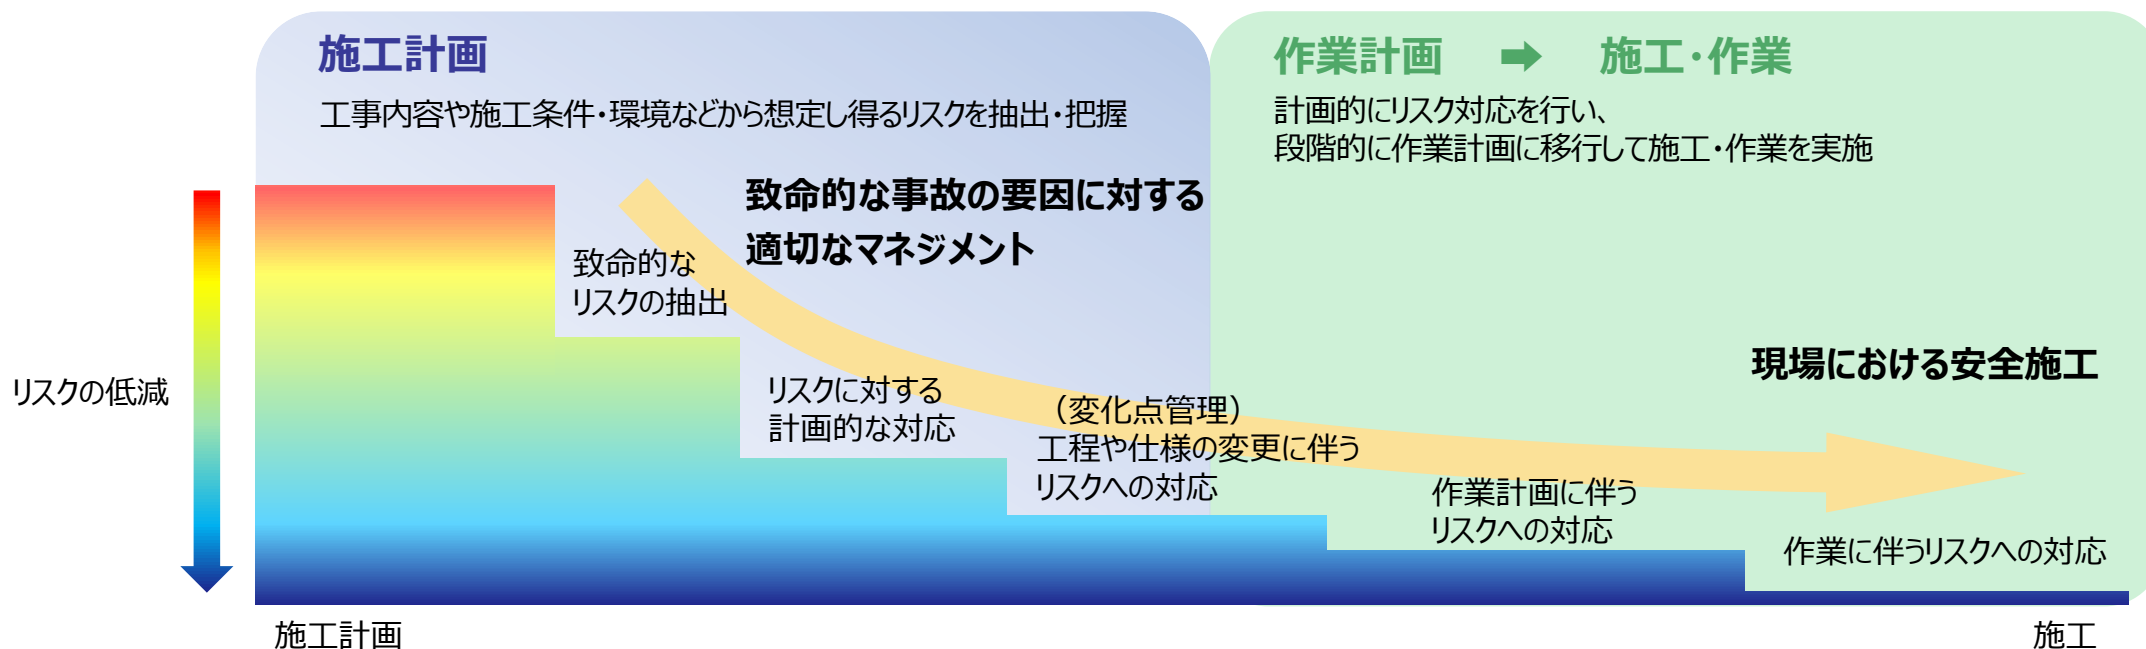 施工計画
工事内容や施工条件・環境などから想定し得るリスクを抽出・把握
作業計画 ➡ 施工・作業
計画的にリスク対応を行い、
段階的に作業計画に移行して施工・作業を実施
致命的な事故の要因に対する
適切なマネジメント
致命的な
リスクの抽出
リスクの低減
リスクに対する
計画的な対応
（変化点管理）
工程や仕様の変更に伴う
リスクへの対応
現場における安全施工
作業計画に伴う
リスクへの対応
作業に伴うリスクへの対応
施工計画
施工